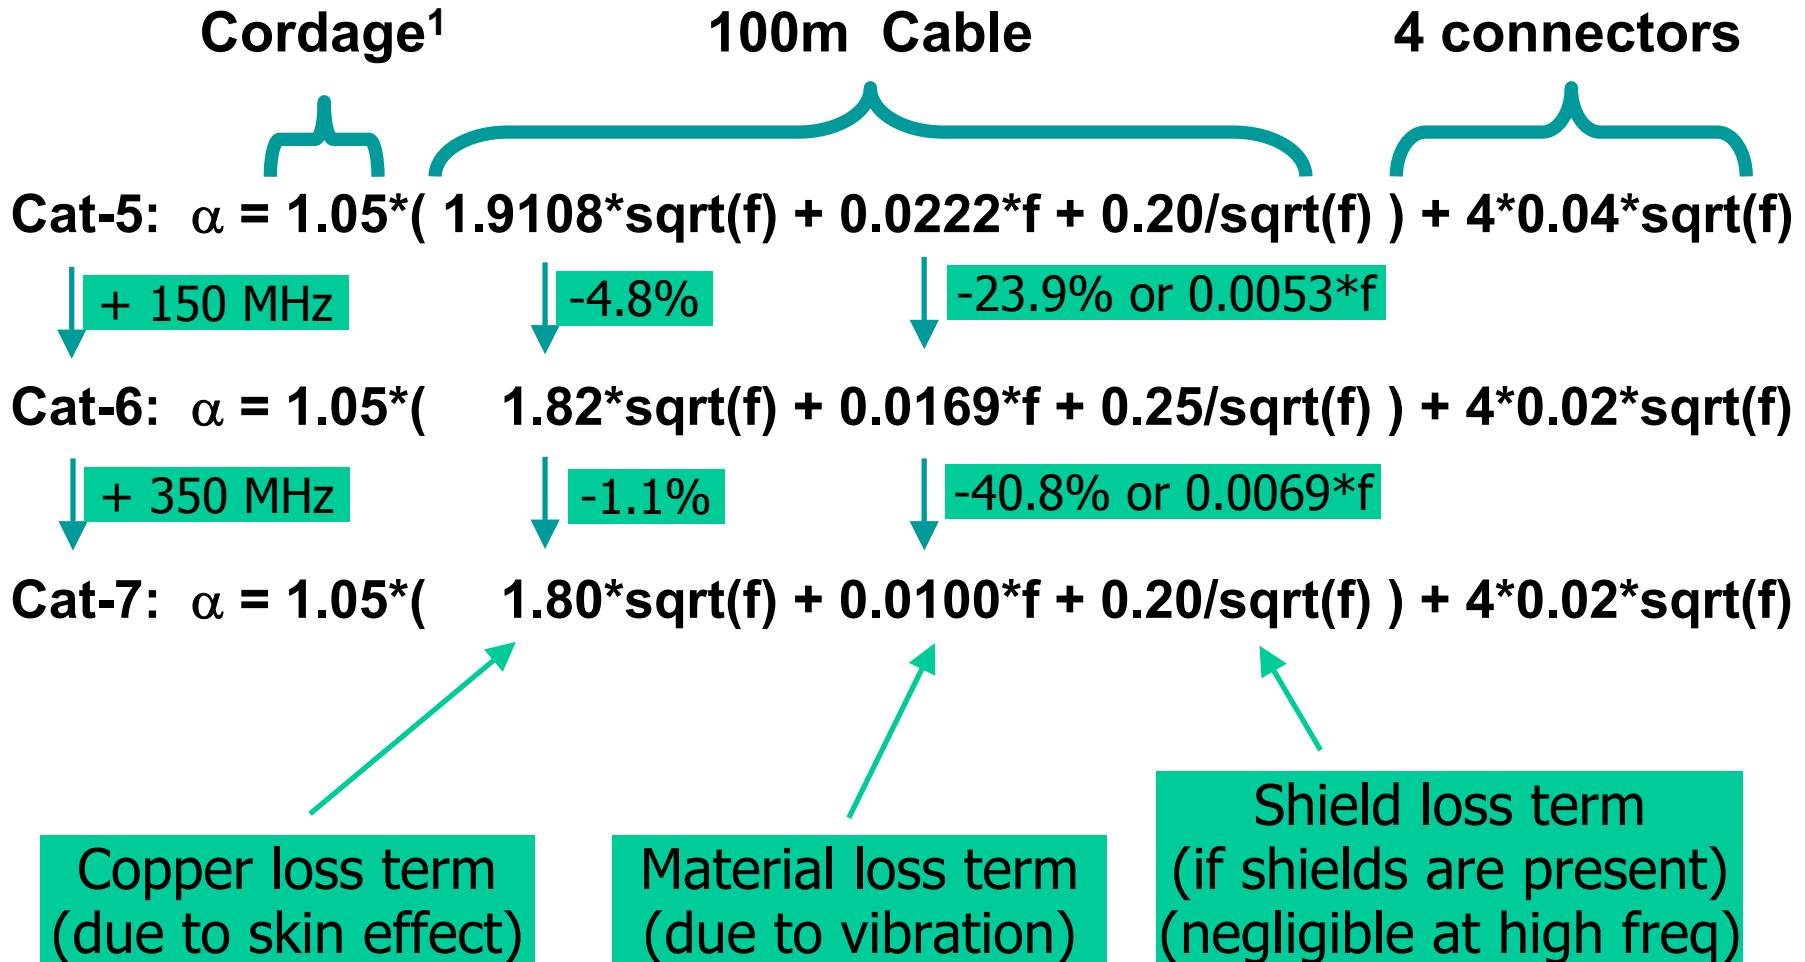 Cordage¹ 100m Cable 4 connectors
Cat-5: α = 1.05*( 1.9108*sqrt(f) + 0.0222*f + 0.20/sqrt(f) ) + 4*0.04*sqrt(f)
+ 150 MHz -4.8% -23.9% or 0.0053*f
Cat-6: α = 1.05*( 1.82*sqrt(f) + 0.0169*f + 0.25/sqrt(f) ) + 4*0.02*sqrt(f)
+ 350 MHz -1.1% -40.8% or 0.0069*f
Cat-7: α = 1.05*( 1.80*sqrt(f) + 0.0100*f + 0.20/sqrt(f) ) + 4*0.02*sqrt(f)
Copper loss term
(due to skin effect)
Material loss term
(due to vibration)
Shield loss term
(if shields are present)
(negligible at high freq)